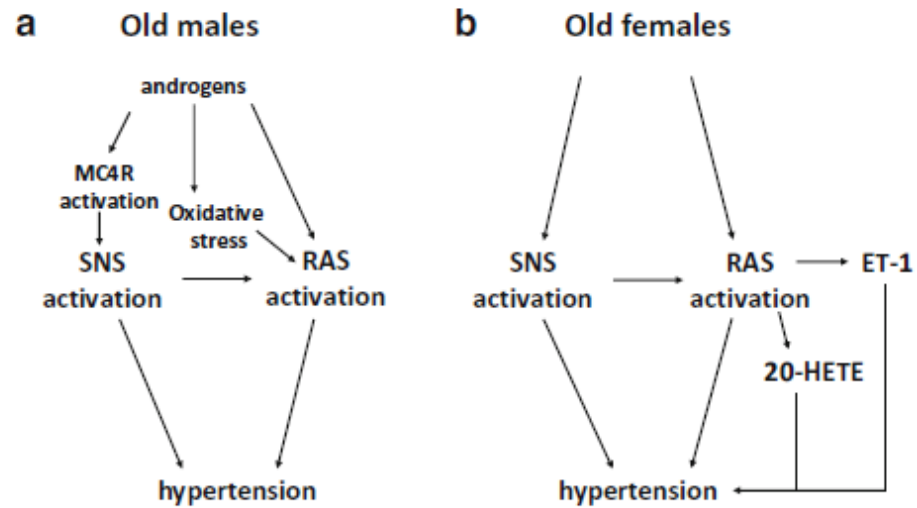 a
Old males
androgens
MC4R
activation
Oxidative
stress
SNS
activation
RAS
activation
hypertension
b
Old females
SNS
activation
RAS
activation
ET-1
20-HETE
hypertension